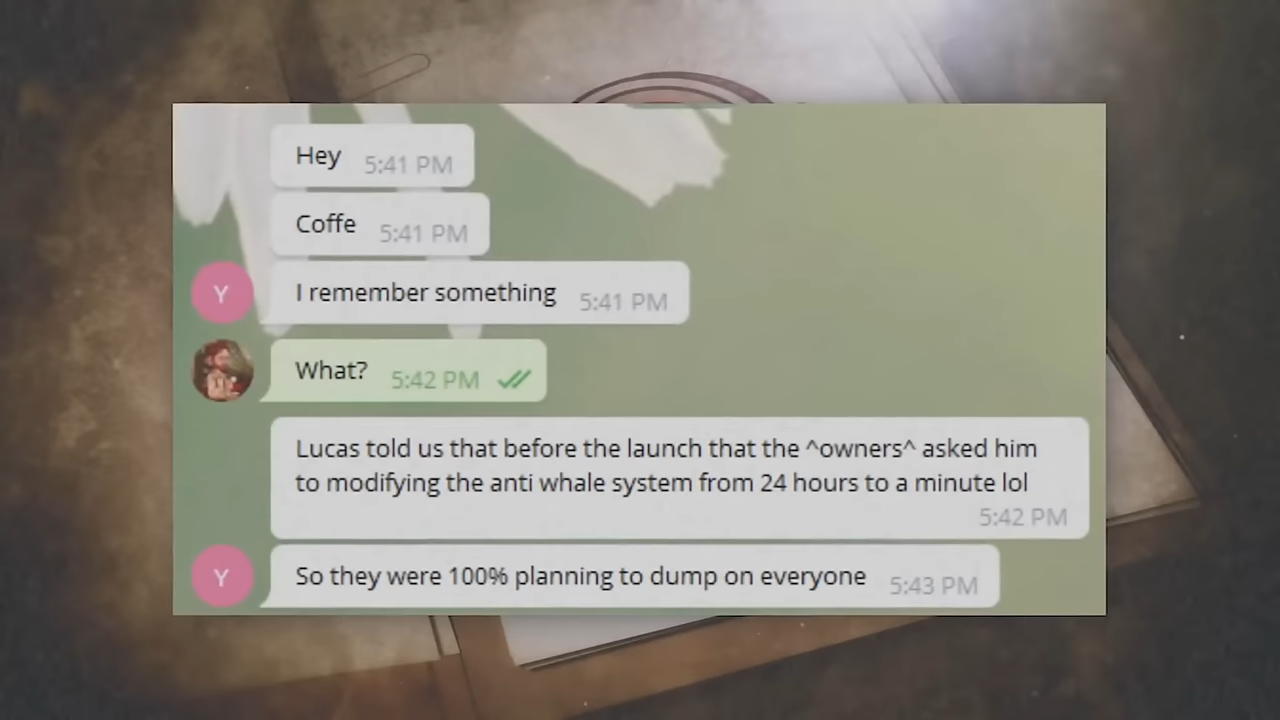 Hey 5:41 PM
Coffe 5:41 PM
Y I remember something 5:41 PM
What? 5:42 PM
Lucas told us that before the launch that the ^owners^ asked him
to modifying the anti whale system from 24 hours to a minute lol
5:42 PM
Y So they were 100% planning to dump on everyone 5:43 PM